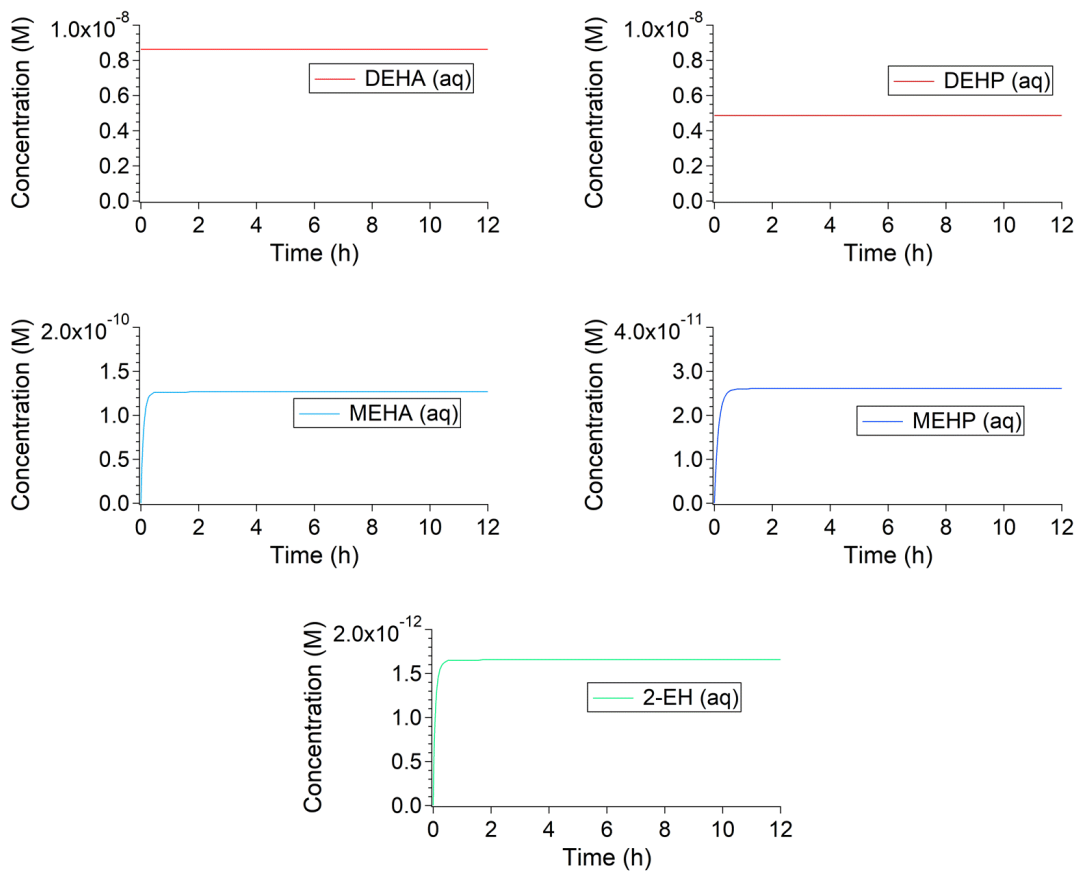 Concentration (M)
1.0x10⁻⁸
0.8
0.6
0.4
0.2
0.0
DEHA (aq)
0 2 4 6 8 10 12
Time (h)
Concentration (M)
1.0x10⁻⁸
0.8
0.6
0.4
0.2
0.0
DEHP (aq)
0 2 4 6 8 10 12
Time (h)
Concentration (M)
2.0x10⁻¹⁰
1.5
1.0
0.5
0.0
MEHA (aq)
0 2 4 6 8 10 12
Time (h)
Concentration (M)
4.0x10⁻¹¹
3.0
2.0
1.0
0.0
MEHP (aq)
0 2 4 6 8 10 12
Time (h)
Concentration (M)
2.0x10⁻¹²
1.5
1.0
0.5
0.0
2-EH (aq)
0 2 4 6 8 10 12
Time (h)